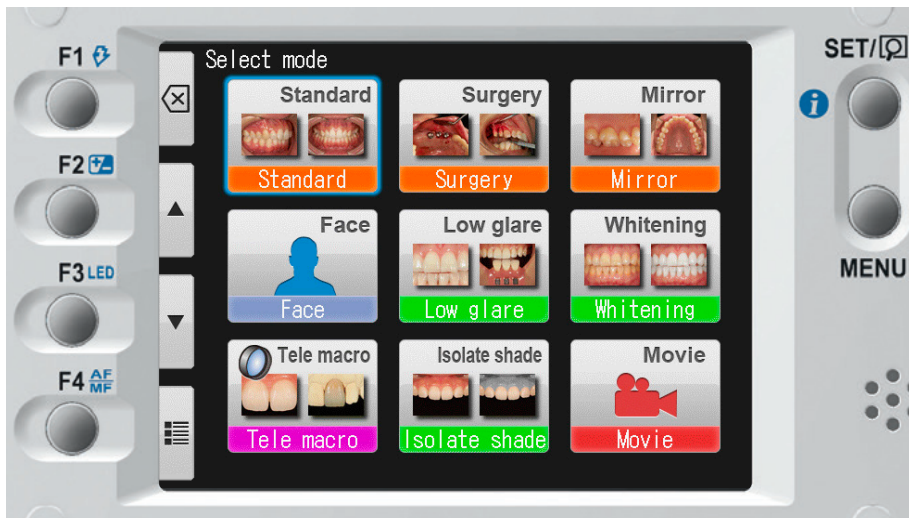 F1
F2
F3 LED
F4 AF
MF
Select mode
Standard
Standard
Surgery
Surgery
Mirror
Mirror
Face
Face
Low glare
Low glare
Whitening
Whitening
Tele macro
Tele macro
Isolate shade
Isolate shade
Movie
Movie
SET/
i
MENU